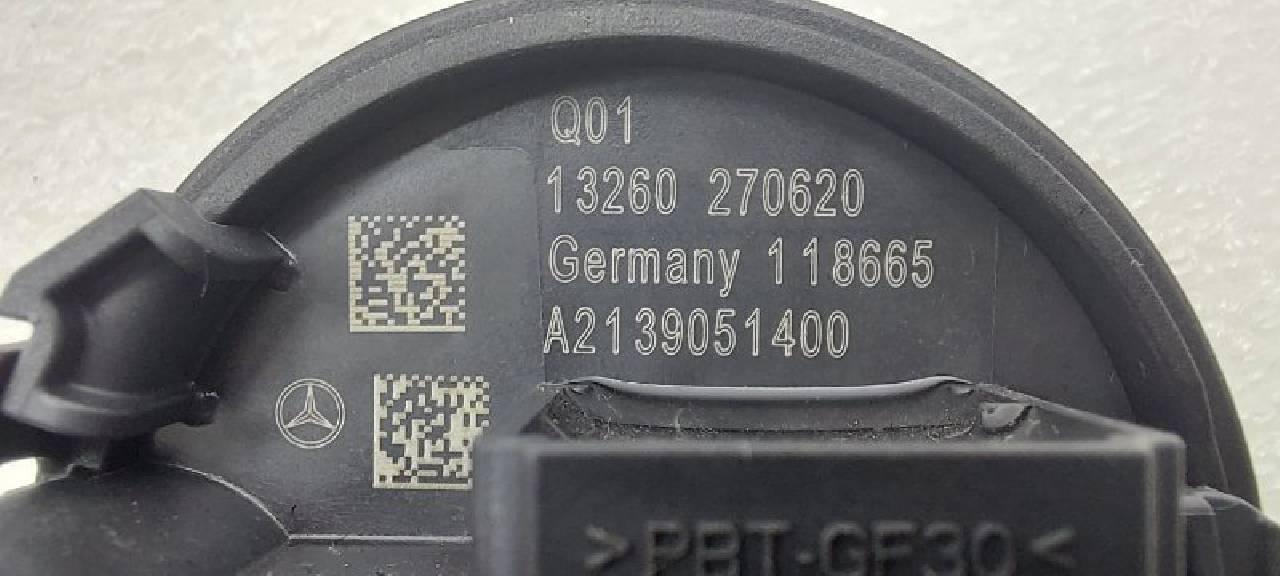 Q01
13260 270620
Germany 118665
A2139051400
>PBT-GF30<